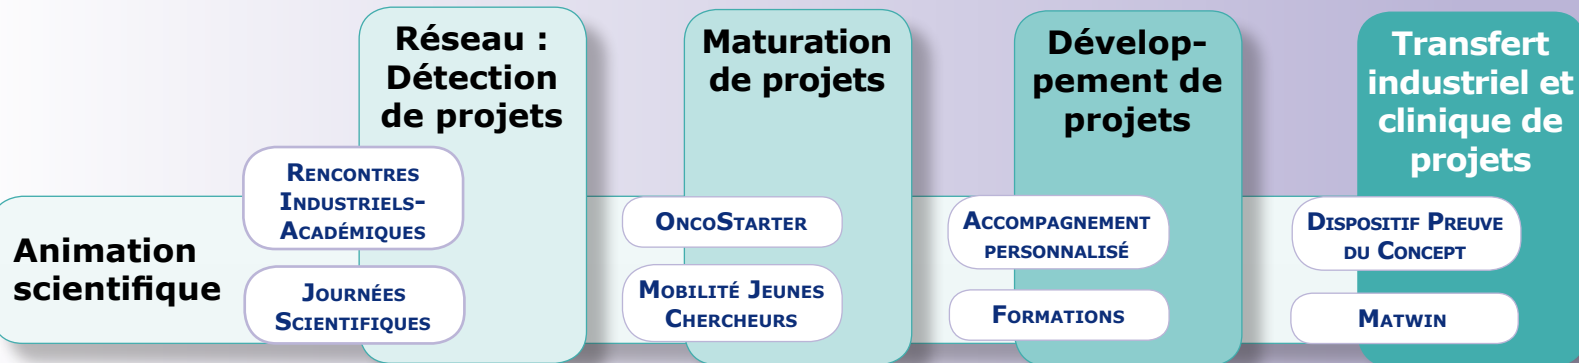 Réseau :
Détection
de projets
Maturation
de projets
Dévelop-
pement de
projets
Transfert
industriel et
clinique de
projets
Animation
scientifique
Rencontres
Industriels-
Académiques
Journées
Scientifiques
OncoStarter
Mobilité Jeunes
Chercheurs
Accompagnement
personnalisé
Formations
Dispositif Preuve
du Concept
Matwin